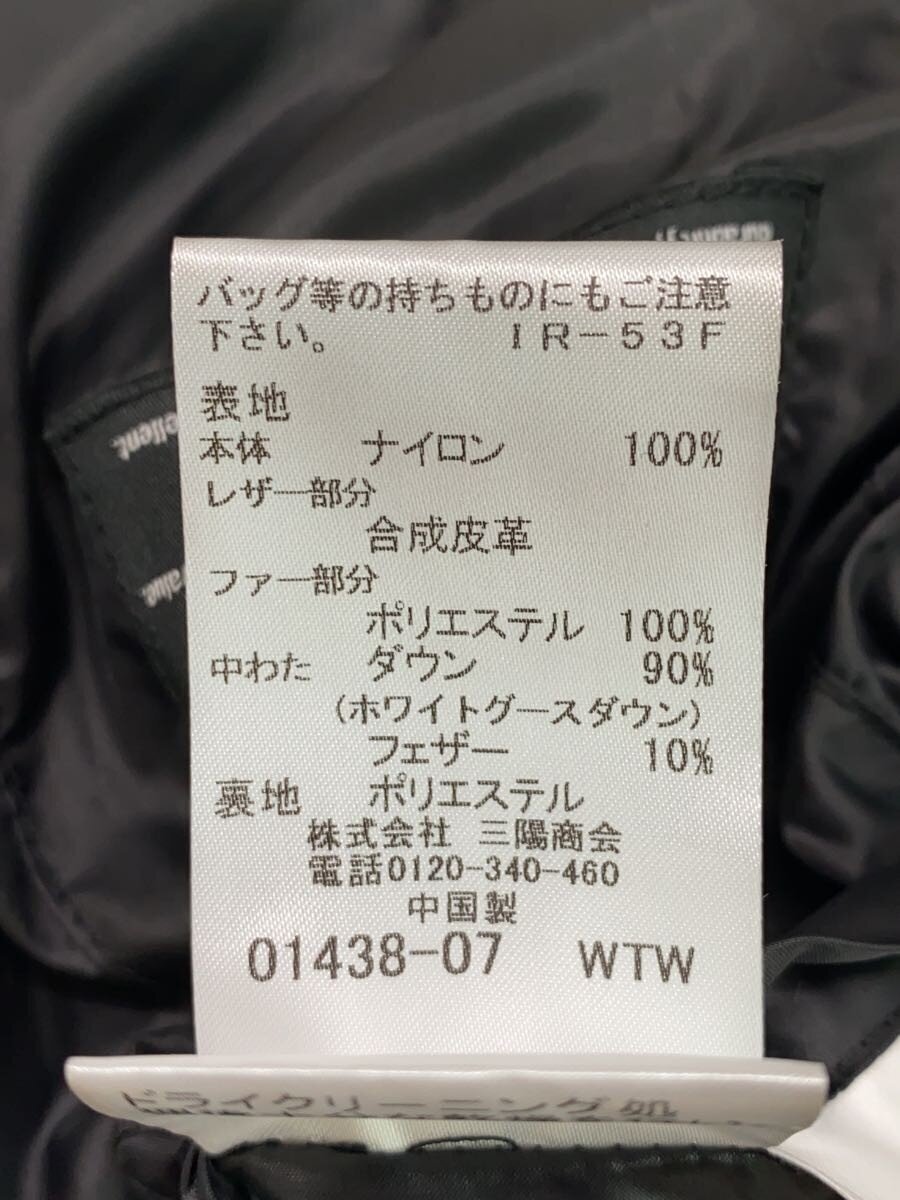 バッグ等の持ちものにもご注意
下さい。 IR-53F
表地
本体 ナイロン 100%
レザー部分
合成皮革
ファー部分
ポリエステル 100%
中わた ダウン 90%
(ホワイトグースダウン)
フェザー 10%
裏地 ポリエステル
株式会社 三陽商会
電話0120-340-460
中国製
01438-07 WTW
ドライクリーニング処